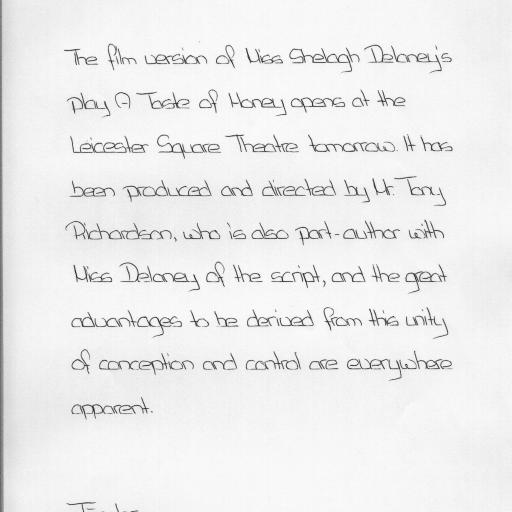 The film version of Miss Shelagh Delaney's
play A Taste of Honey opens at the
Leicester Square Theatre tomorrow. It has
been produced and directed by Mr. Tony
Richardson, who is also part-author with
Miss Delaney of the script, and the great
advantages to be derived from this unity
of conception and control are everywhere
apparent.